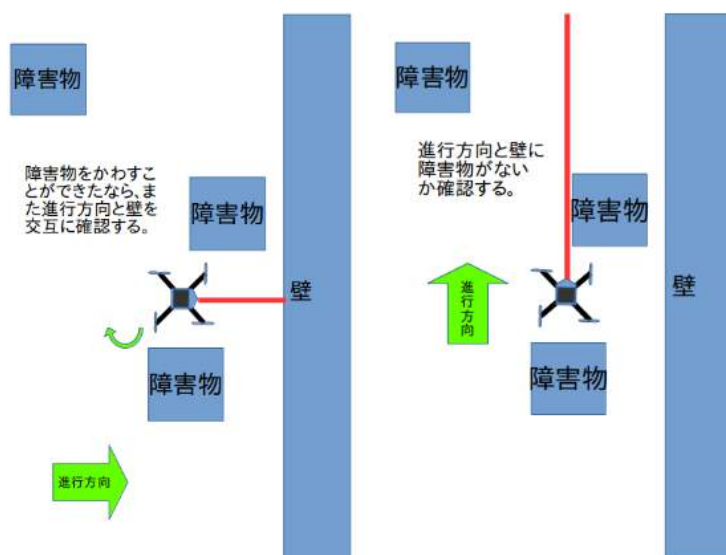 障害物
障害物をかわすこ
とができたなら、ま
た進行方向と壁を
交互に確認する。
障害物
壁
障害物
進行方向
障害物
進行方向と壁に
障害物がない
か確認する。
障害物
壁
進行方向
障害物